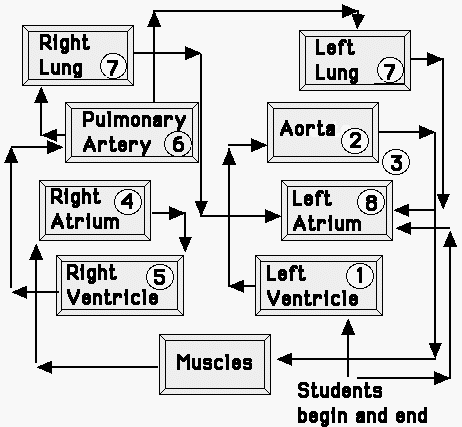 Right
Lung 7
Left
Lung 7
Pulmonary
Artery 6
Aorta 2
3
Right 4
Atrium
Left 8
Atrium
Right 5
Ventricle
Left 1
Ventricle
Muscles
Students
begin and end